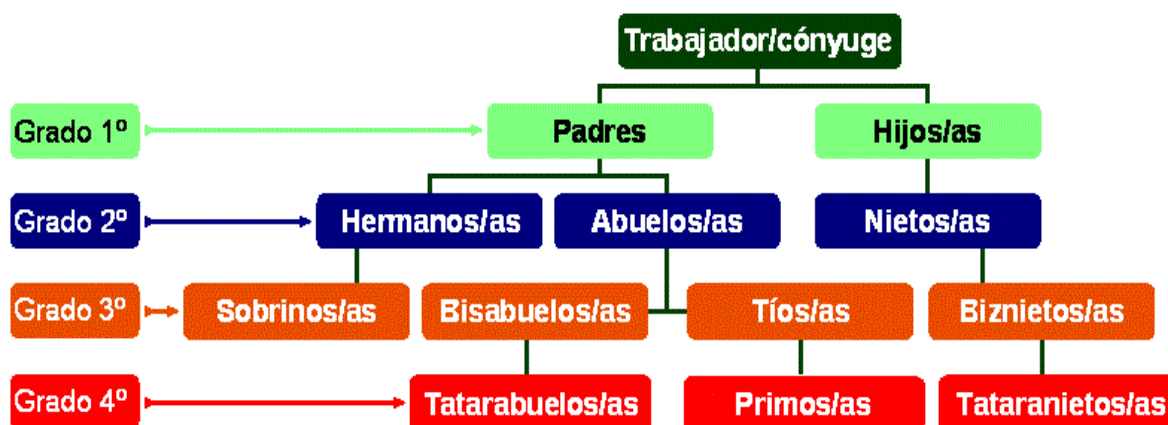 Trabajador/cónyuge
Grado 1º Padres Hijos/as
Grado 2º Hermanos/as Abuelos/as Nietos/as
Grado 3º Sobrinos/as Bisabuelos/as Tíos/as Biznietos/as
Grado 4º Tatarabuelos/as Primos/as Tataranietos/as